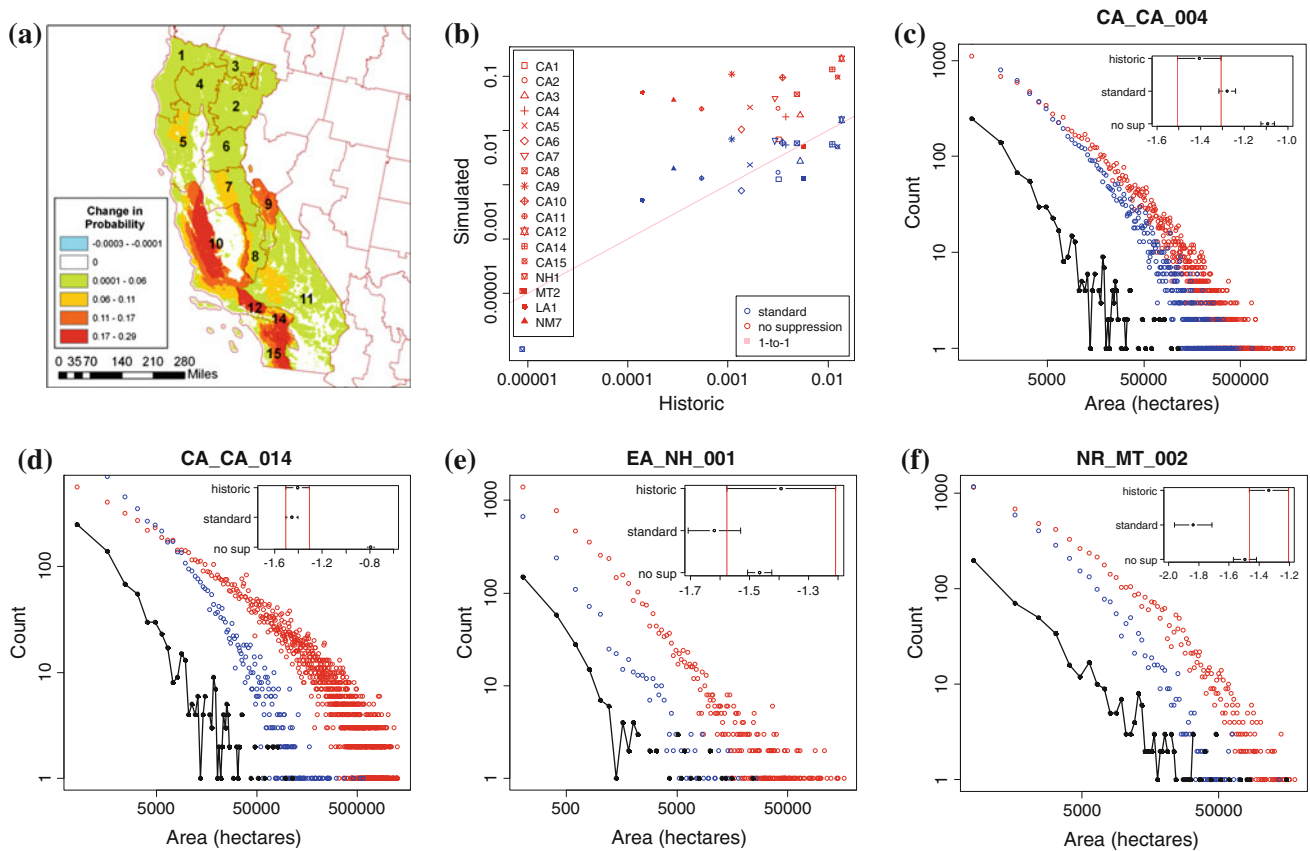 (a)
1
3
4
2
5
6
7
9
10
8
11
12
14
15
Change in
Probability
-0.0003 - -0.0001
0
0.0001 - 0.06
0.06 - 0.11
0.11 - 0.17
0.17 - 0.29
0 35 70 140 210 280
Miles
(b)
CA1
CA2
CA3
CA4
CA5
CA6
CA7
CA8
CA9
CA10
CA11
CA12
CA14
CA15
NH1
MT2
LA1
NM7
standard
no suppression
1-to-1
Simulated
0.1
0.01
0.001
0.0001
0.00001 0.0001 0.001 0.01
Historic
(c)
CA_CA_004
historic
standard
no sup
-1.6 -1.4 -1.2 -1.0
Count
1000
100
10
1
5000 50000 5000000
Area (hectares)
(d)
CA_CA_014
historic
standard
no sup
-1.6 -1.2 -0.8
Count
100
10
1
5000 50000 500000
Area (hectares)
(e)
EA_NH_001
historic
standard
no sup
-1.7 -1.5 -1.3
Count
1000
100
10
1
500 5000 50000
Area (hectares)
(f)
NR_MT_002
historic
standard
no sup
-2.0 -1.8 -1.6 -1.4 -1.2
Count
1000
100
10
1
5000 50000
Area (hectares)